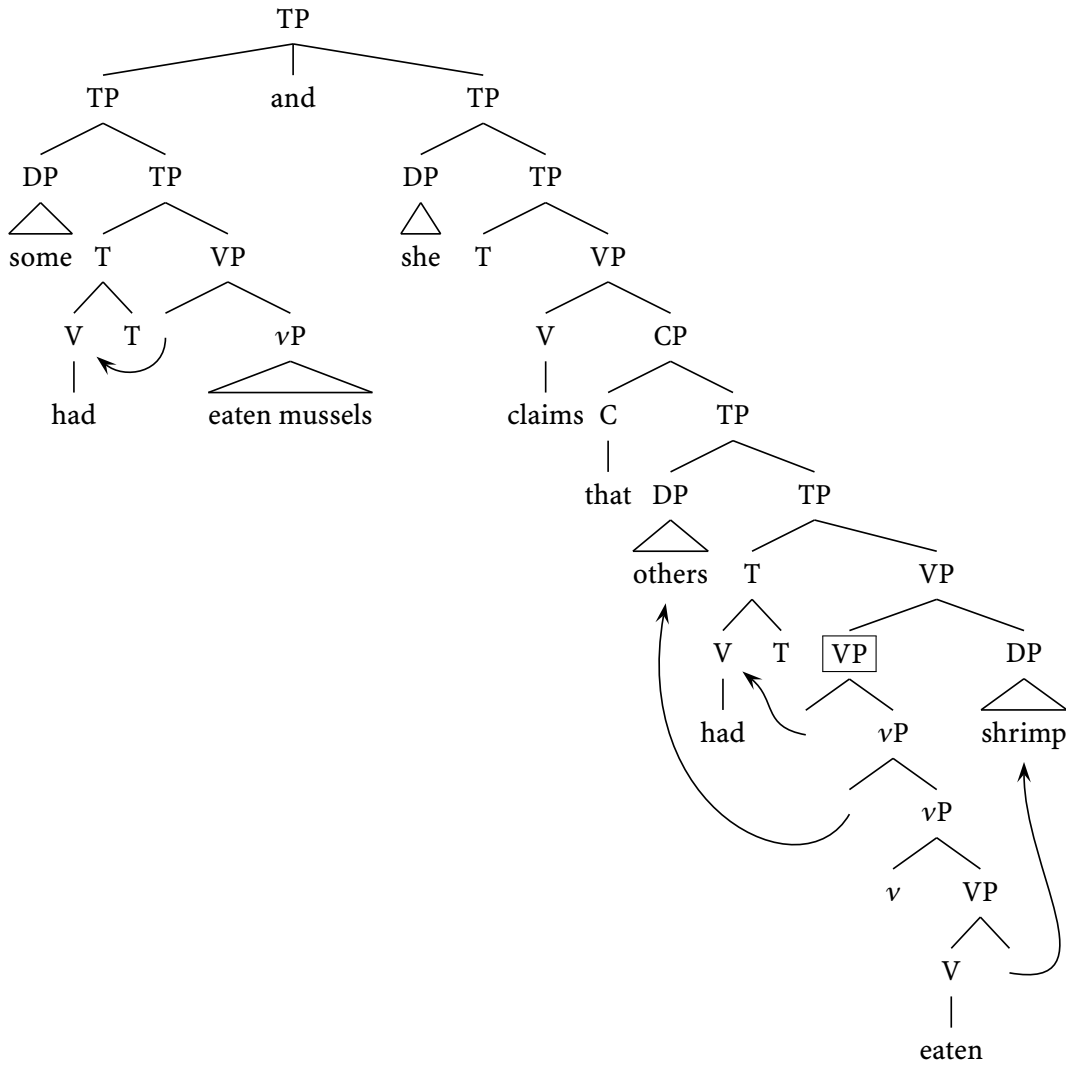 TP
TP and TP
DP TP DP TP
some T VP she T VP
V T vP V CP
had eaten mussels claims C TP
that DP TP
others T VP
V T VP DP
had vP shrimp
vP
v VP
V
eaten